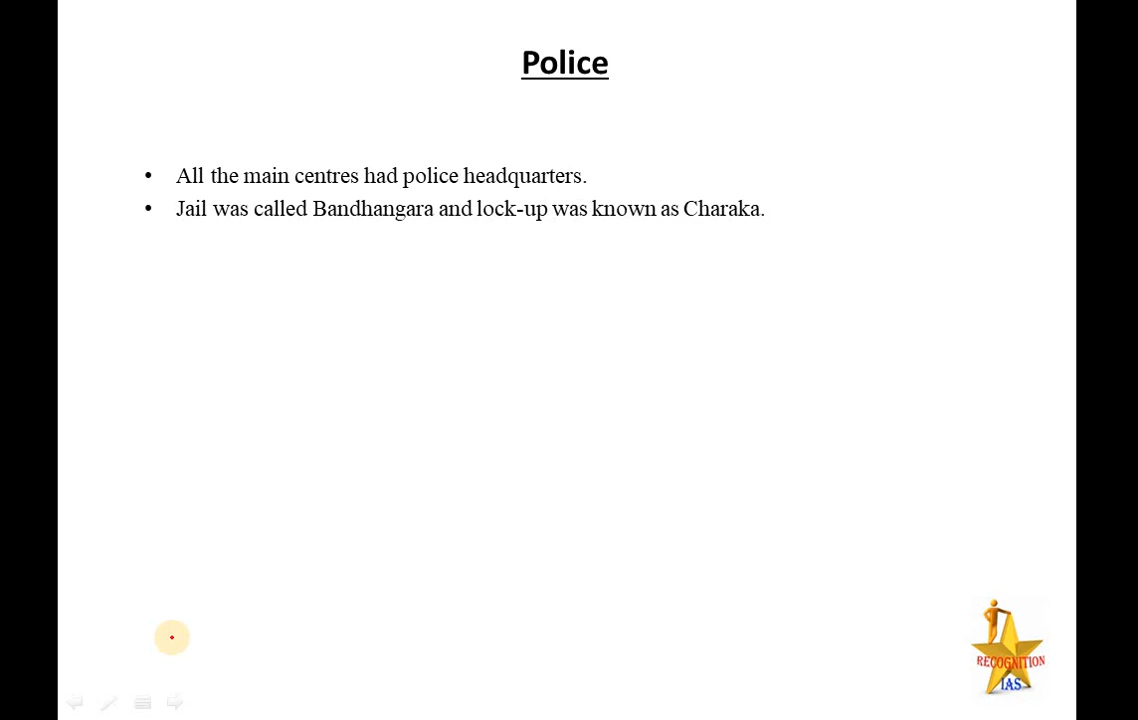 Police
• All the main centres had police headquarters.
• Jail was called Bandhangara and lock-up was known as Charaka.
RECOGNITION
IAS